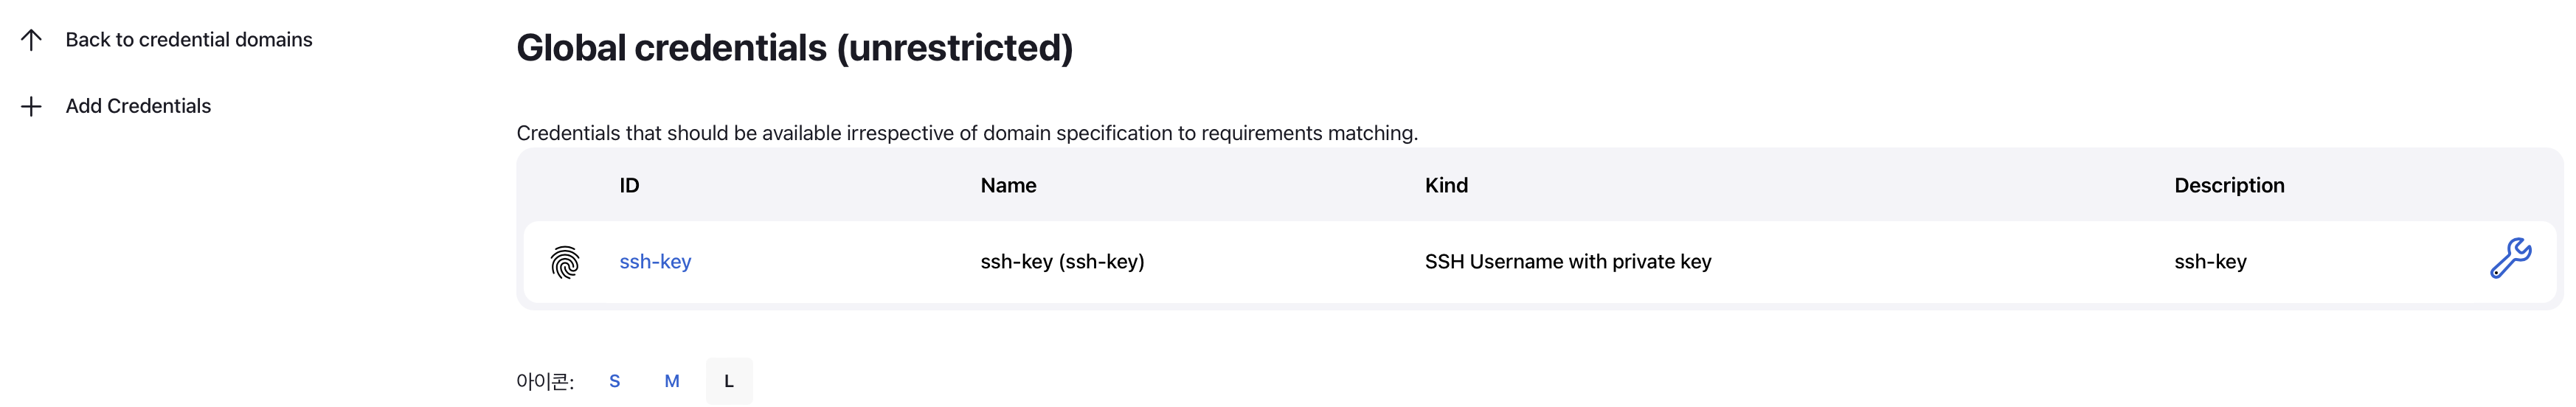 Back to credential domains
Add Credentials
Global credentials (unrestricted)
Credentials that should be available irrespective of domain specification to requirements matching.
ID Name Kind Description
ssh-key ssh-key (ssh-key) SSH Username with private key ssh-key
아이콘: S M L